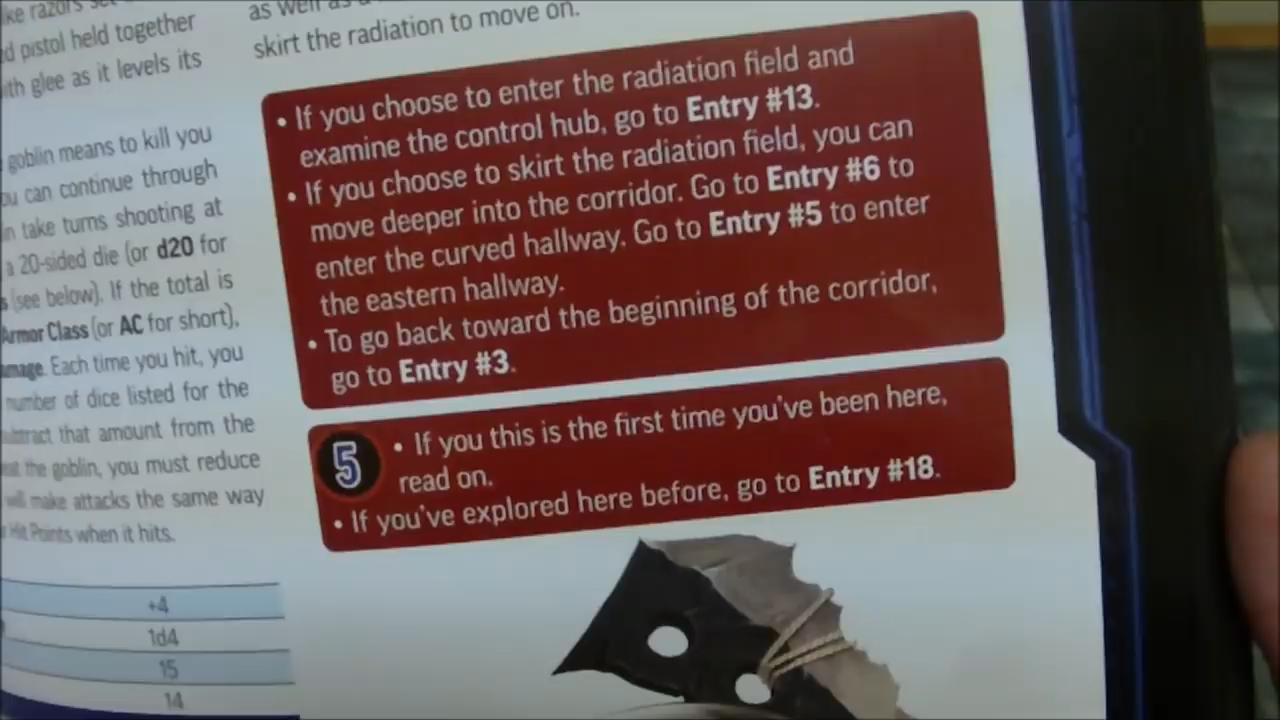 ike razors set
d pistol held together
ith glee as it levels its
goblin means to kill you
ou can continue through
n take turns shooting at
a 20-sided die (or d20 for
s (see below). If the total is
Armor Class (or AC for short),
mage. Each time you hit, you
number of dice listed for the
ubtract that amount from the
eat the goblin, you must reduce
will make attacks the same way
r Hit Points when it hits.
+4
1d4
15
14
as well as a
skirt the radiation to move on.
• If you choose to enter the radiation field and
examine the control hub, go to Entry #13.
• If you choose to skirt the radiation field, you can
move deeper into the corridor. Go to Entry #6 to
enter the curved hallway. Go to Entry #5 to enter
the eastern hallway.
• To go back toward the beginning of the corridor,
go to Entry #3.
5 • If you this is the first time you've been here,
read on.
• If you've explored here before, go to Entry #18.